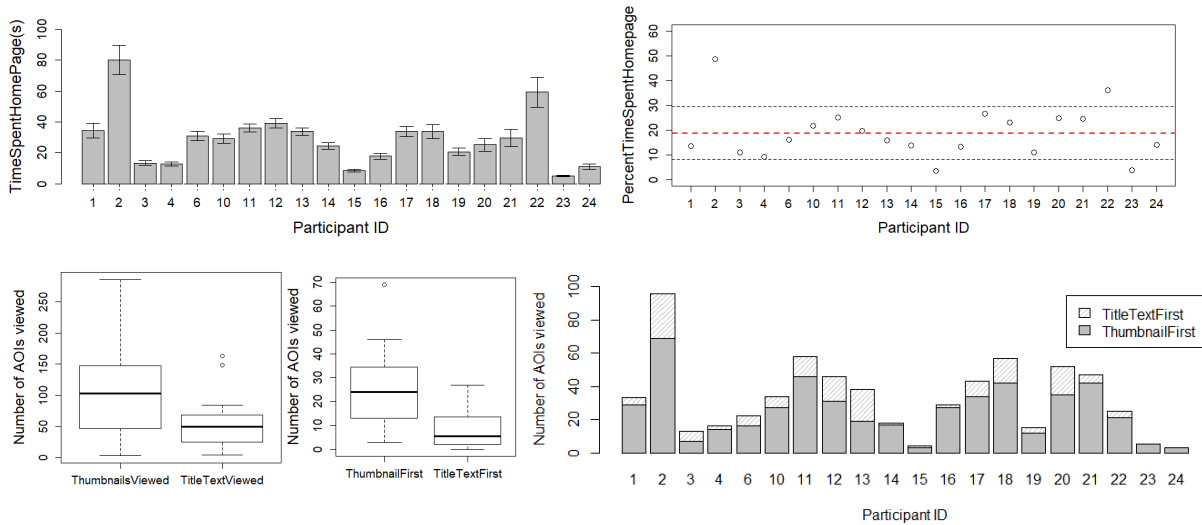 TimeSpentHomePage(s)
0 20 40 60 80 100
1 2 3 4 6 10 11 12 13 14 15 16 17 18 19 20 21 22 23 24
Participant ID
PercentTimeSpentHomepage
0 10 20 30 40 50 60
1 2 3 4 6 10 11 12 13 14 15 16 17 18 19 20 21 22 23 24
Participant ID
Number of AOIs viewed
0 50 100 150 200 250
ThumbnailsViewed TitleTextViewed
Number of AOIs viewed
0 10 20 30 40 50 60 70
ThumbnailFirst TitleTextFirst
Number of AOIs viewed
0 20 40 60 80 100
TitleTextFirst
ThumbnailFirst
1 2 3 4 6 10 11 12 13 14 15 16 17 18 19 20 21 22 23 24
Participant ID